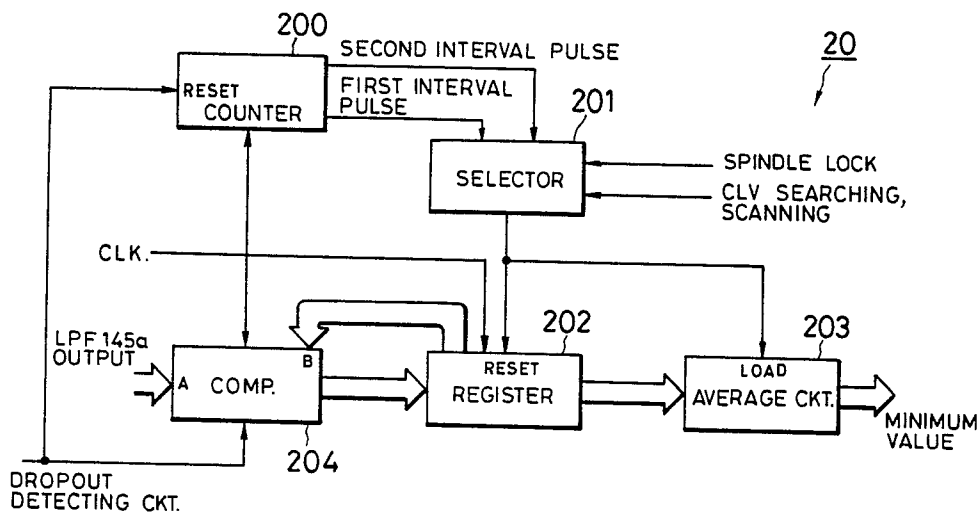 200
SECOND INTERVAL PULSE
20
RESET
COUNTER
FIRST INTERVAL
PULSE
201
SELECTOR
SPINDLE LOCK
CLV SEARCHING,
SCANNING
CLK.
LPF 145a
OUTPUT
A
COMP.
B
204
202
RESET
REGISTER
203
LOAD
AVERAGE CKT.
MINIMUM
VALUE
DROPOUT
DETECTING CKT.